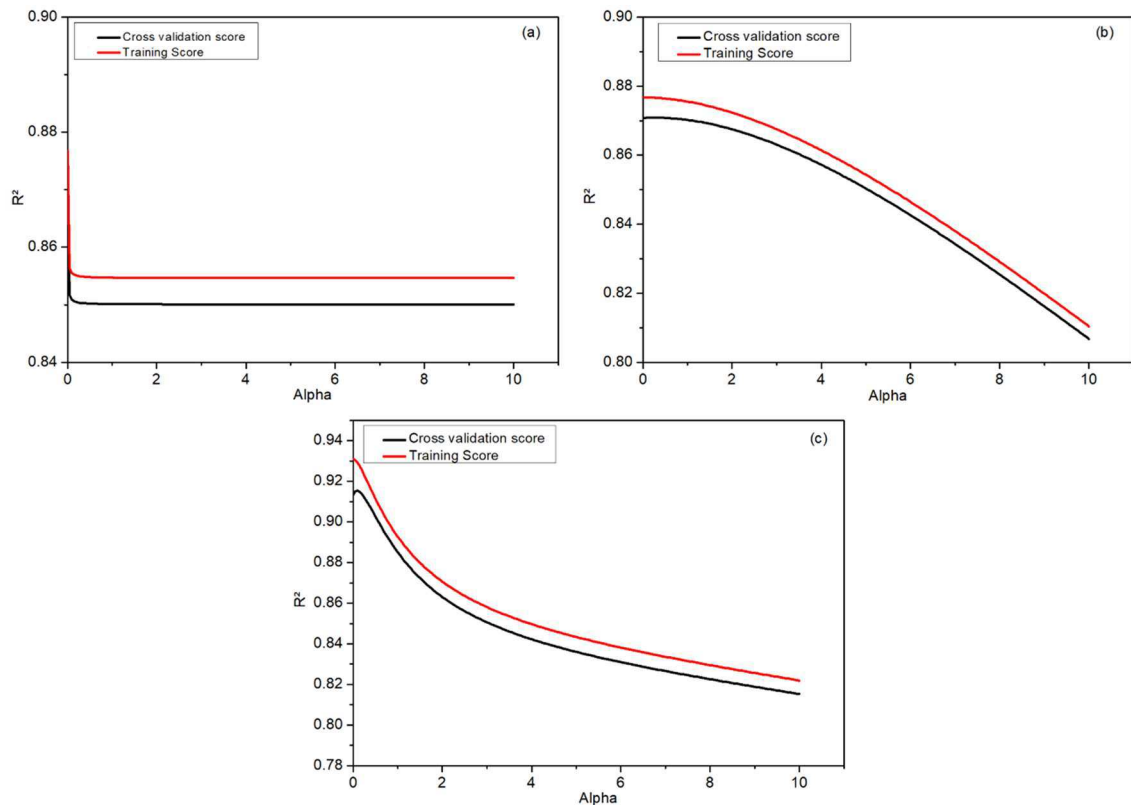 0.90
Cross validation score
Training Score
(a)
0.88
R²
0.86
0.84
0 2 4 6 8 10
Alpha
0.90
Cross validation score
Training Score
(b)
0.88
0.86
R²
0.84
0.82
0.80
0 2 4 6 8 10
Alpha
0.94
Cross validation score
Training Score
(c)
0.92
0.90
0.88
R²
0.86
0.84
0.82
0.80
0.78
0 2 4 6 8 10
Alpha